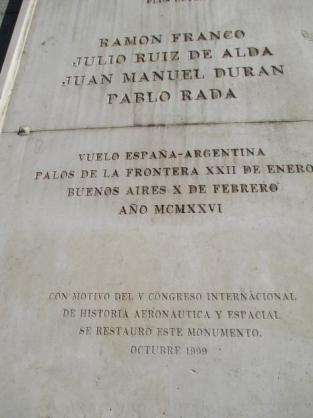 RAMON FRANCO
JULIO RUIZ DE ALDA
JUAN MANUEL DURAN
PABLO RADA
VUELO ESPAÑA-ARGENTINA
PALOS DE LA FRONTERA XXII DE ENERO
BUENOS AIRES X DE FEBRERO
AÑO MCMXXVI
CON MOTIVO DEL V CONGRESO INTERNACIONAL
DE HISTORIA AERONAUTICA Y ESPACIAL
SE RESTAURO ESTE MONUMENTO.
OCTUBRE 1999